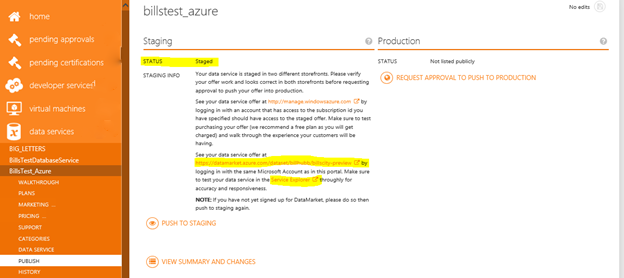 home
pending approvals
pending certifications
developer services
virtual machines
data services
BIG_LETTERS
BillsTestDatabaseService
BillsTest_Azure
WALKTHROUGH
PLANS
MARKETING ...
PRICING ...
SUPPORT
CATEGORIES
DATA SERVICE
PUBLISH
HISTORY
billstest_azure
No edits
Staging
STATUS
Staged
STAGING INFO
Your data service is staged in two different storefronts. Please verify
your offer work and looks correct in both storefronts before requesting
approval to push your offer into production.
See your data service offer at http://manage.windowsazure.com by
logging in with an account that has access to the subscription id you
have specified should have access to the staged offer. Make sure to test
purchasing your offer (we recommend a free plan as you will get
charged) and walk through the experience your customers will be
having.
See your data service offer at
by
logging in with the same Microsoft Account as in this portal. Make sure
to test your data service in the Service Explorer throughly for
accuracy and responsiveness.
NOTE: If you have not yet signed up for DataMarket, please do so then
push to staging again.
PUSH TO STAGING
VIEW SUMMARY AND CHANGES
Production
STATUS
Not listed publicly
REQUEST APPROVAL TO PUSH TO PRODUCTION